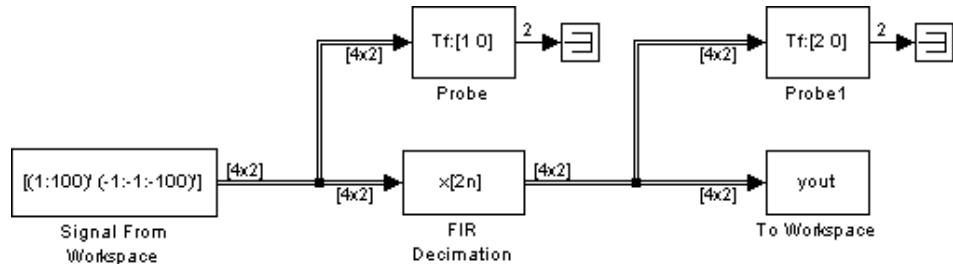 Tf:[1 0]
2
[4x2]
Probe
Tf:[2 0]
2
[4x2]
Probe1
[(1:100)' (-1:-1:-100)']
[4x2]
[4x2]
x[2n]
[4x2]
[4x2]
yout
Signal From
Workspace
FIR
Decimation
To Workspace